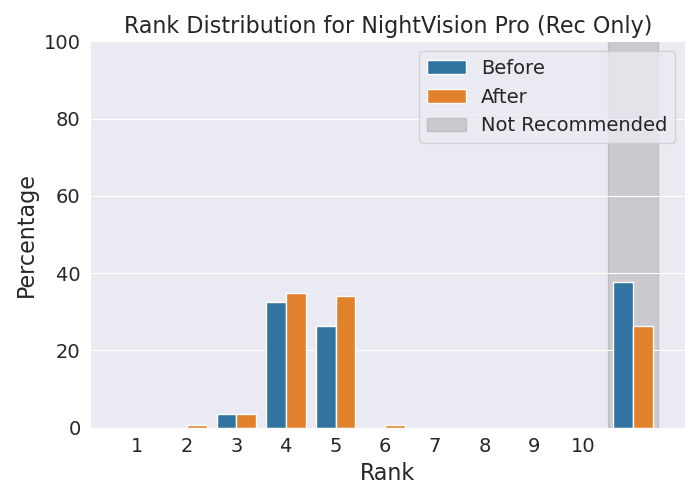 Rank Distribution for NightVision Pro (Rec Only)
100
80
60
40
20
0
Percentage
Before
After
Not Recommended
1 2 3 4 5 6 7 8 9 10
Rank